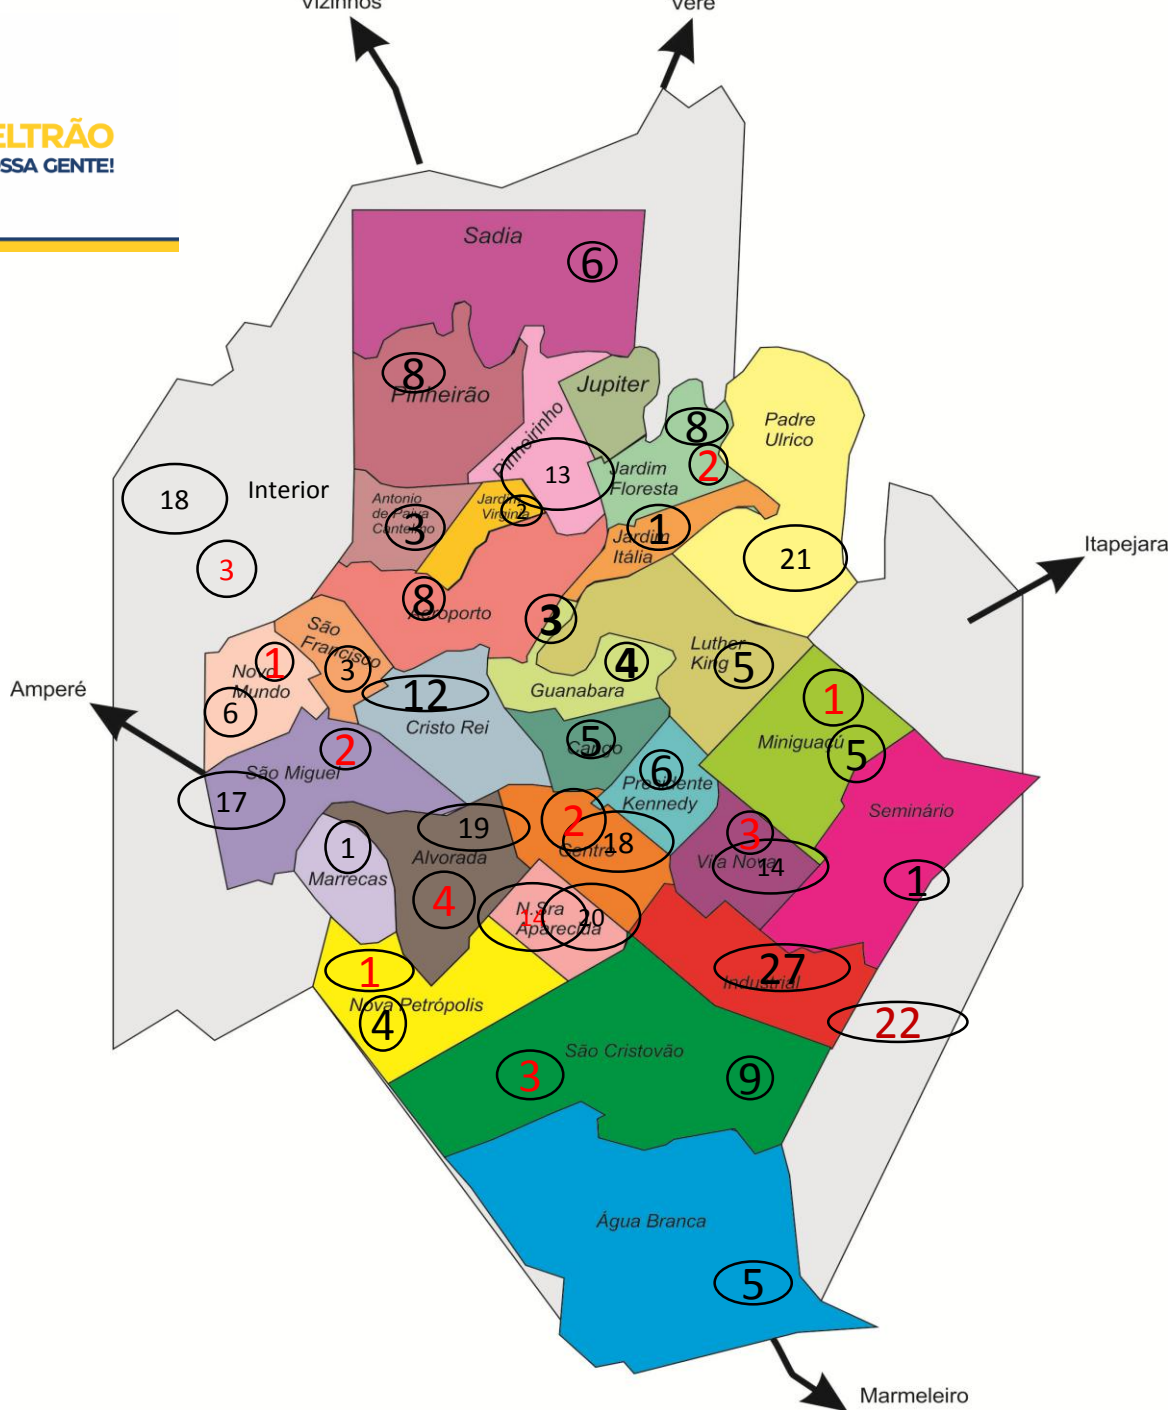 Vizinhos
Verê
ELTRÃO
OSSA GENTE!
Sadia
6
8
Pinheirão
Jupiter
Pinheirinho
8
2
Padre
Ulrico
13
Jardim
Floresta
18
Interior
3
Antonio
de Paiva
Cantelmo
3
Jardim
Virginia
2
1
Jardim
Itália
21
Itapejara
8
Aeroporto
3
São
Francisco
3
1
Novo
Mundo
6
12
Cristo Rei
4
Guanabara
Luther
King
5
1
Amperé
2
São Miguel
17
5
Cango
6
Presidente
Kennedy
Miniguaçú
5
Seminário
1
1
Marrecas
19
Alvorada
4
2
18
Centro
3
Vila Nova
14
N.Sra
Aparecida
14
20
1
Nova Petrópolis
4
27
Industrial
22
São Cristovão
3
9
Água Branca
5
Marmeleiro